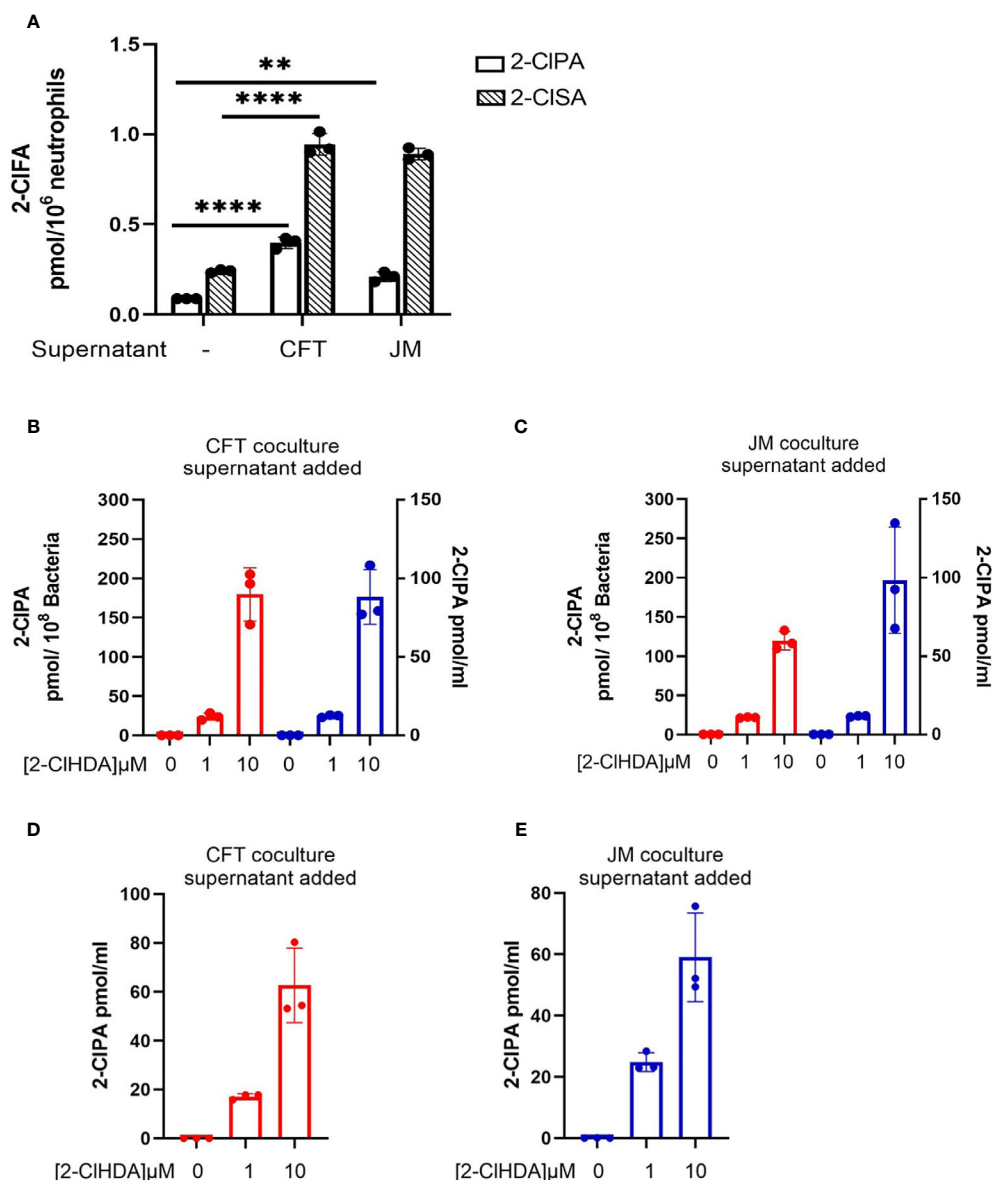 A
2-ClFA
pmol/10⁶ neutrophils
1.5
1.0
0.5
0.0
**
****
****
2-ClPA
2-ClSA
Supernatant - CFT JM
B
CFT coculture
supernatant added
2-ClPA
pmol/ 10⁸ Bacteria
300
250
200
150
100
50
0
150
100
50
0
2-ClPA pmol/ml
[2-ClHDA]µM 0 1 10 0 1 10
C
JM coculture
supernatant added
2-ClPA
pmol/ 10⁸ Bacteria
300
250
200
150
100
50
0
150
100
50
0
2-ClPA pmol/ml
[2-ClHDA]µM 0 1 10 0 1 10
D
CFT coculture
supernatant added
2-ClPA pmol/ml
100
80
60
40
20
0
[2-ClHDA]µM 0 1 10
E
JM coculture
supernatant added
2-ClPA pmol/ml
80
60
40
20
0
[2-ClHDA]µM 0 1 10